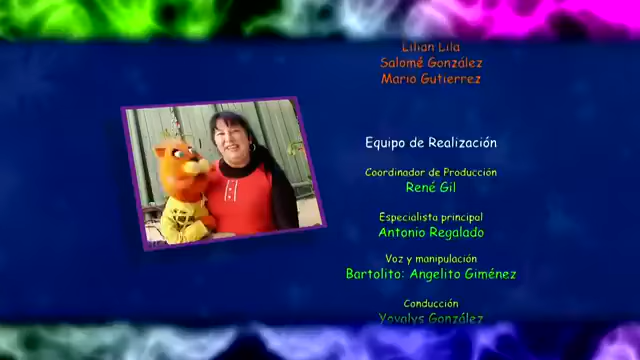 Lilian Lila
Salomé González
Mario Gutierrez
Equipo de Realización
Coordinador de Producción
René Gil
Especialista principal
Antonio Regalado
Voz y manipulación
Bartolito: Angelito Giménez
Conducción
Yovalys González